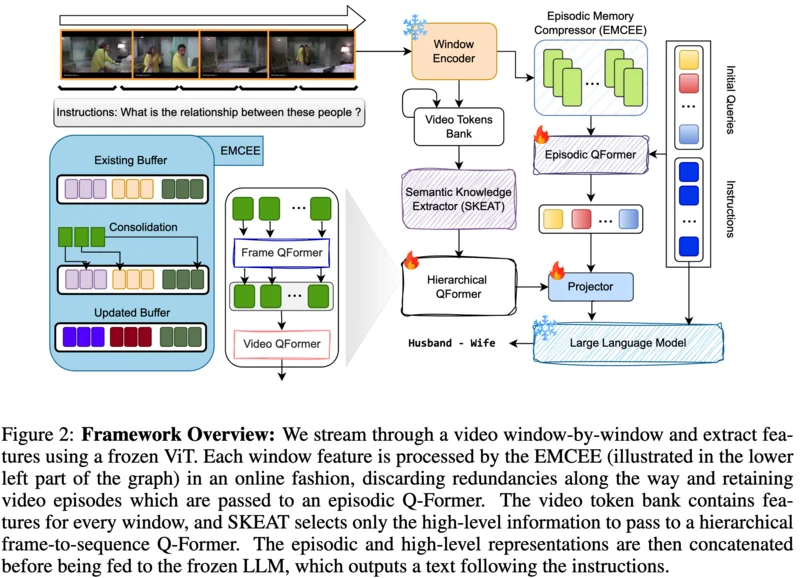 Window
Encoder
Episodic Memory
Compressor (EMCEE)
Initial Queries
Instructions: What is the relationship between these people ?
Video Tokens
Bank
EMCEE
Existing Buffer
Episodic QFormer
Semantic Knowledge
Extractor (SKEAT)
Instructions
Consolidation
Frame QFormer
Hierarchical
QFormer
Projector
Updated Buffer
Video QFormer
Husband - Wife
Large Language Model
Figure 2: Framework Overview: We stream through a video window-by-window and extract fea-
tures using a frozen ViT. Each window feature is processed by the EMCEE (illustrated in the lower
left part of the graph) in an online fashion, discarding redundancies along the way and retaining
video episodes which are passed to an episodic Q-Former. The video token bank contains fea-
tures for every window, and SKEAT selects only the high-level information to pass to a hierarchical
frame-to-sequence Q-Former. The episodic and high-level representations are then concatenated
before being fed to the frozen LLM, which outputs a text following the instructions.